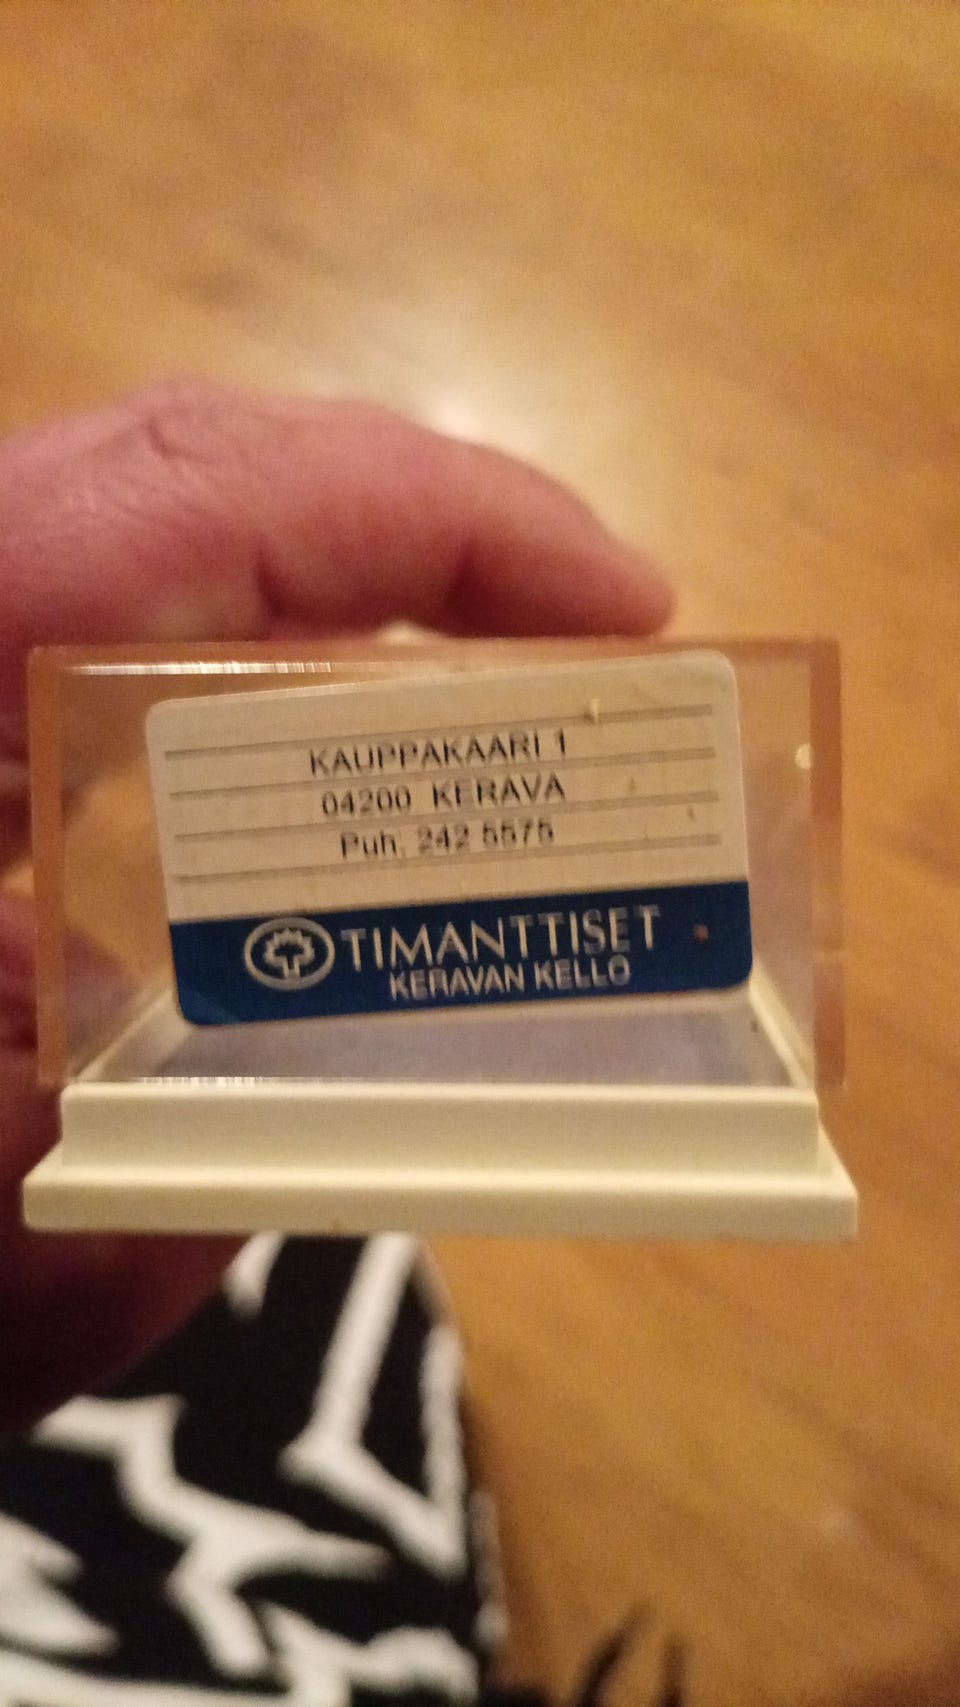 KAUPPAKAARI 1
04200 KERAVA
Puh. 242 5575
TIMANTTISET
KERAVAN KELLO